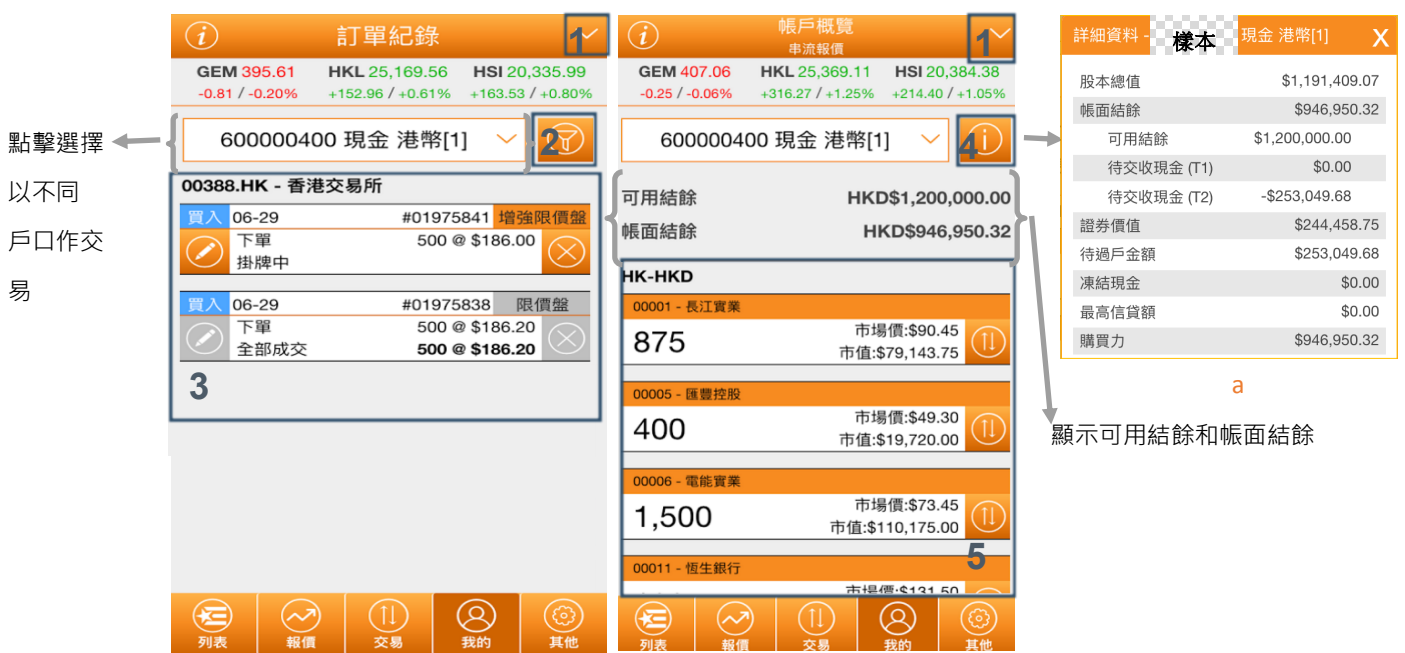 點擊選擇
以不同
戶口作交
易
訂單紀錄
1
GEM 395.61 HKL 25,169.56 HSI 20,335.99
-0.81 / -0.20% +152.96 / +0.61% +163.53 / +0.80%
600000400 現金 港幣[1]
2
00388.HK - 香港交易所
買入 06-29 #01975841 增強限價盤
下單 500 @ $186.00
掛牌中
買入 06-29 #01975838 限價盤
下單 500 @ $186.20
全部成交 500 @ $186.20
3
列表 報價 交易 我的 其他
帳戶概覽
串流報價
1
GEM 407.06 HKL 25,369.11 HSI 20,384.38
-0.25 / -0.06% +316.27 / +1.25% +214.40 / +1.05%
600000400 現金 港幣[1]
4
可用結餘 HKD$1,200,000.00
帳面結餘 HKD$946,950.32
HK-HKD
00001 - 長江實業
875 市場價:$90.45
市值:$79,143.75
00005 - 匯豐控股
400 市場價:$49.30
市值:$19,720.00
00006 - 電能實業
1,500 市場價:$73.45
市值:$110,175.00
5
00011 - 恆生銀行
市場價:$131.50
列表 報價 交易 我的 其他
詳細資料 - 樣本 現金 港幣[1] X
股本總值 $1,191,409.07
帳面結餘 $946,950.32
可用結餘 $1,200,000.00
待交收現金 (T1) $0.00
待交收現金 (T2) -$253,049.68
證券價值 $244,458.75
待過戶金額 $253,049.68
凍結現金 $0.00
最高信貸額 $0.00
購買力 $946,950.32
a
顯示可用結餘和帳面結餘